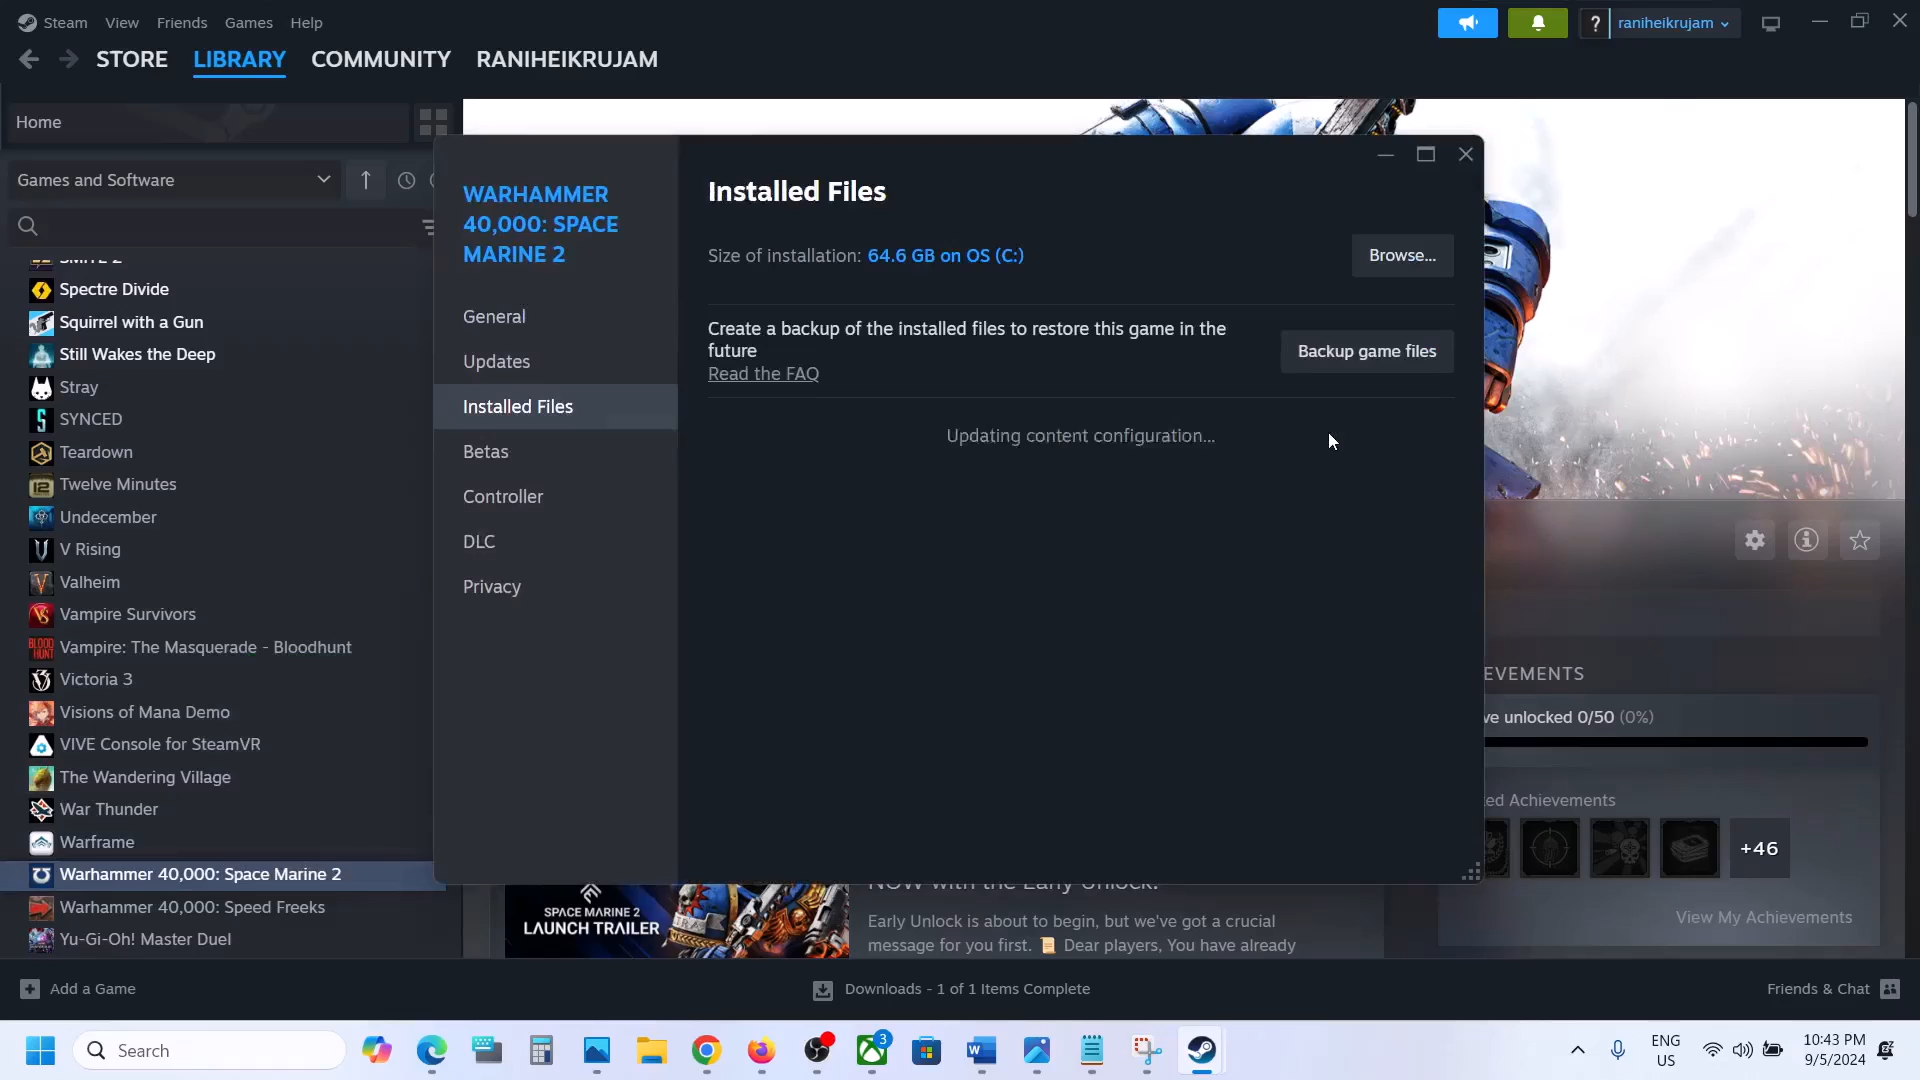 Steam View Friends Games Help
raniheikrujam
STORE LIBRARY COMMUNITY RANIHEIKRUJAM
Home
Games and Software
Spectre Divide
Squirrel with a Gun
Still Wakes the Deep
Stray
SYNCED
Teardown
Twelve Minutes
Undecember
V Rising
Valheim
Vampire Survivors
Vampire: The Masquerade - Bloodhunt
Victoria 3
Visions of Mana Demo
VIVE Console for SteamVR
The Wandering Village
War Thunder
Warframe
Warhammer 40,000: Space Marine 2
Warhammer 40,000: Speed Freeks
Yu-Gi-Oh! Master Duel
WARHAMMER
40,000: SPACE
MARINE 2
General
Updates
Installed Files
Betas
Controller
DLC
Privacy
Installed Files
Size of installation: 64.6 GB on OS (C:)
Browse...
Create a backup of the installed files to restore this game in the
future
Read the FAQ
Backup game files
Updating content configuration...
EVEMENTS
ve unlocked 0/50 (0%)
ed Achievements
+46
View My Achievements
SPACE MARINE 2
LAUNCH TRAILER
NOW with the Early Unlock.
Early Unlock is about to begin, but we've got a crucial
message for you first. 📜 Dear players, You have already
Add a Game
Downloads - 1 of 1 Items Complete
Friends & Chat
Search
3
ENG
US
10:43 PM
9/5/2024